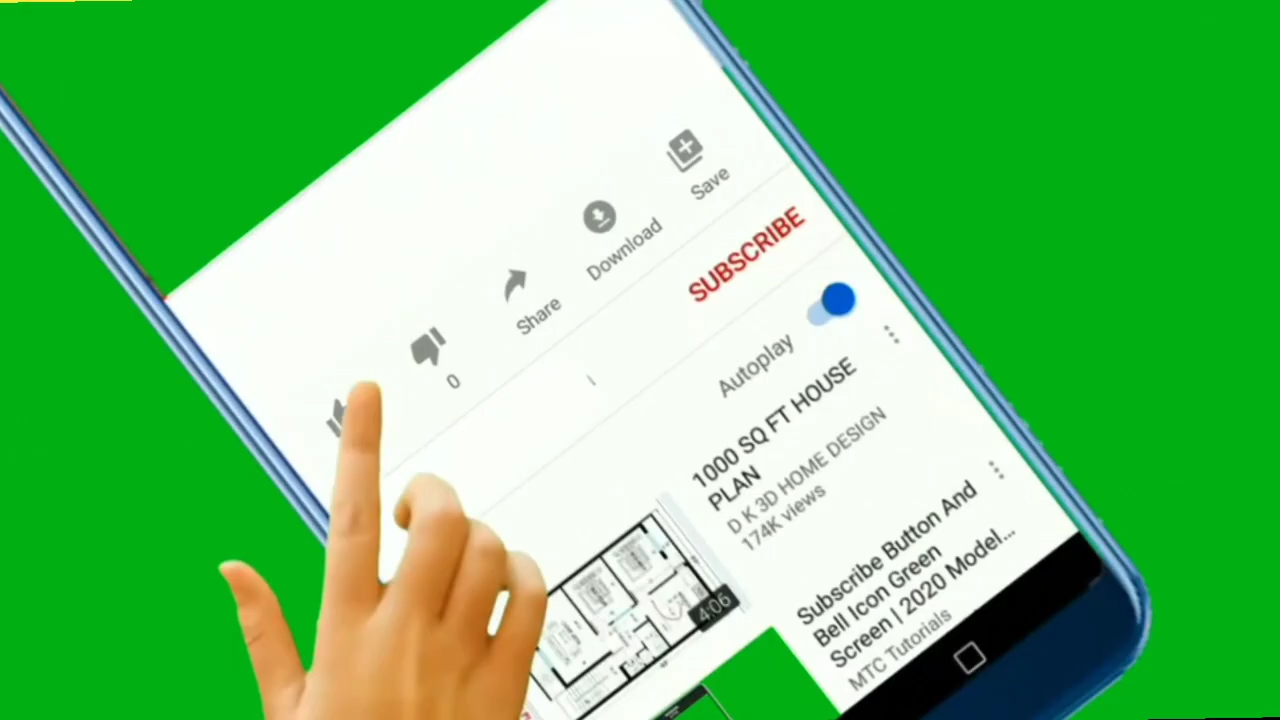 0
Share
Download
Save
SUBSCRIBE
Autoplay
1000 SQ FT HOUSE
PLAN
D K 3D HOME DESIGN
174K views
4:06
Subscribe Button And
Bell Icon Green
Screen | 2020 Model...
MTC Tutorials